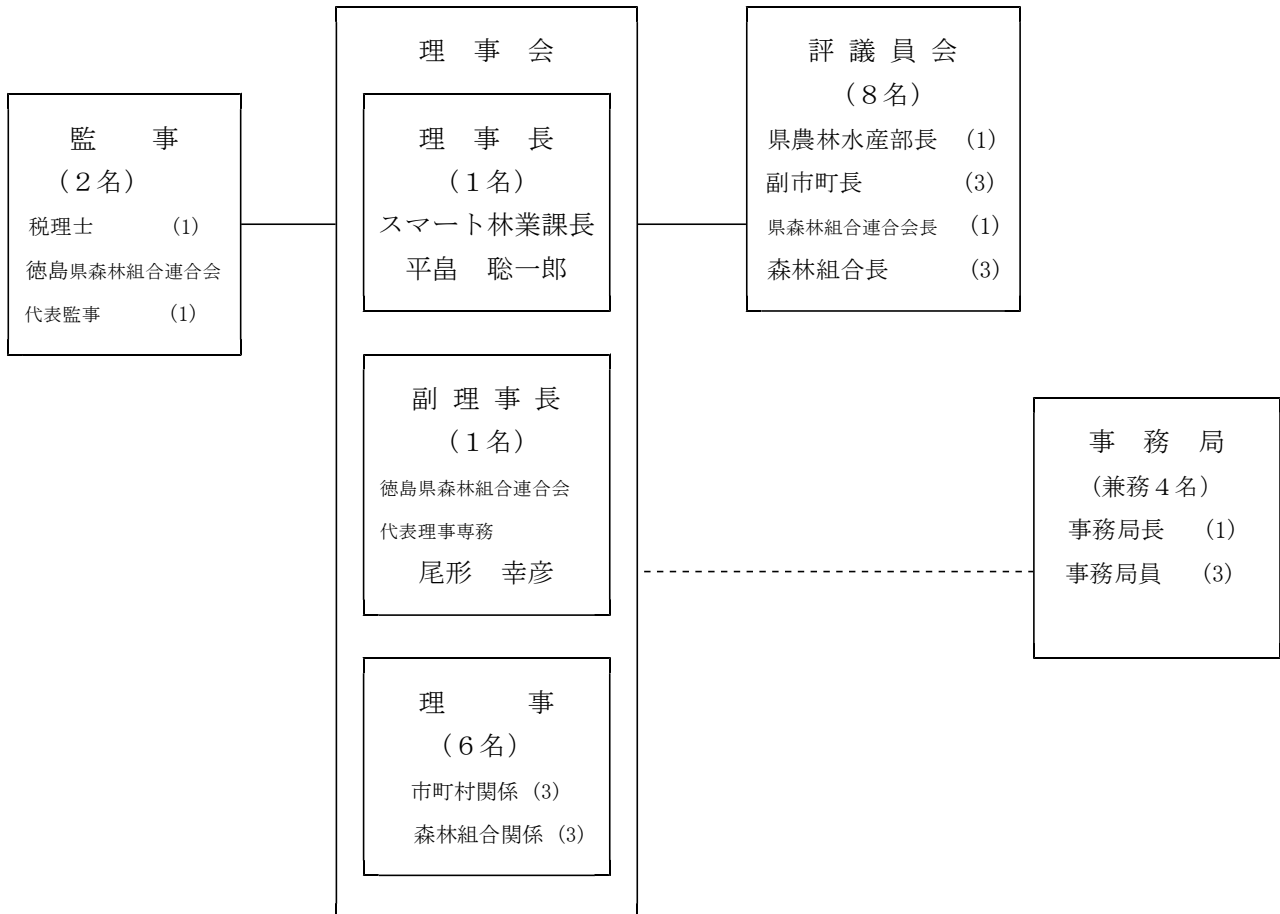 監　　事
（２名）
税理士　　　　(1)
徳島県森林組合連合会
代表監事　　　(1)
理　事　会
理　事　長
（１名）
スマート林業課長
平畠　聡一郎
副 理 事 長
（１名）
徳島県森林組合連合会
代表理事専務
尾形　幸彦
理　　　事
（６名）
市町村関係 (3)
森林組合関係 (3)
評 議 員 会
（８名）
県農林水産部長　(1)
副市町長　　　　(3)
県森林組合連合会長　(1)
森林組合長　　　(3)
事　務　局
(兼務４名)
事務局長　(1)
事務局員　(3)